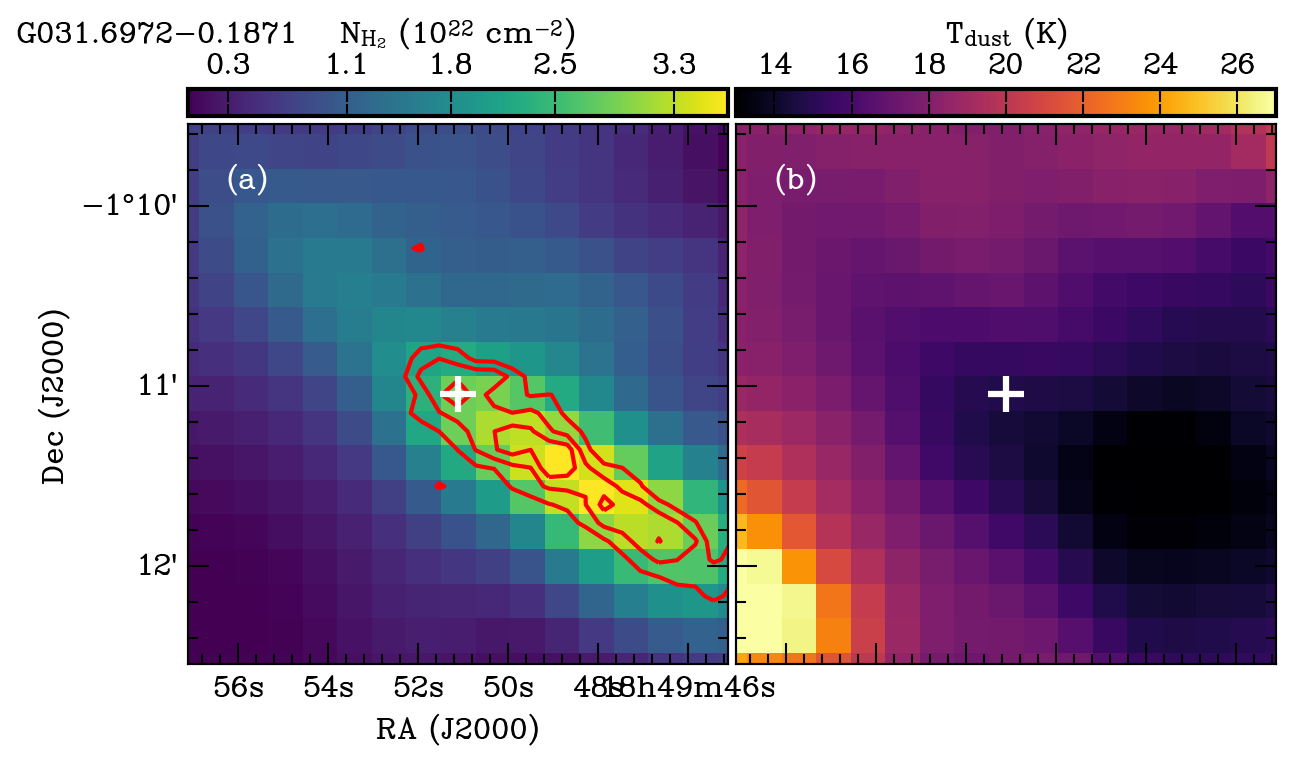 G031.6972−0.1871 N_H₂ (10²² cm⁻²) T_dust (K)
0.3 1.1 1.8 2.5 3.3 14 16 18 20 22 24 26
(a) (b)
−1°10'
11'
12'
Dec (J2000)
56s 54s 52s 50s 48s 18h49m46s
RA (J2000)